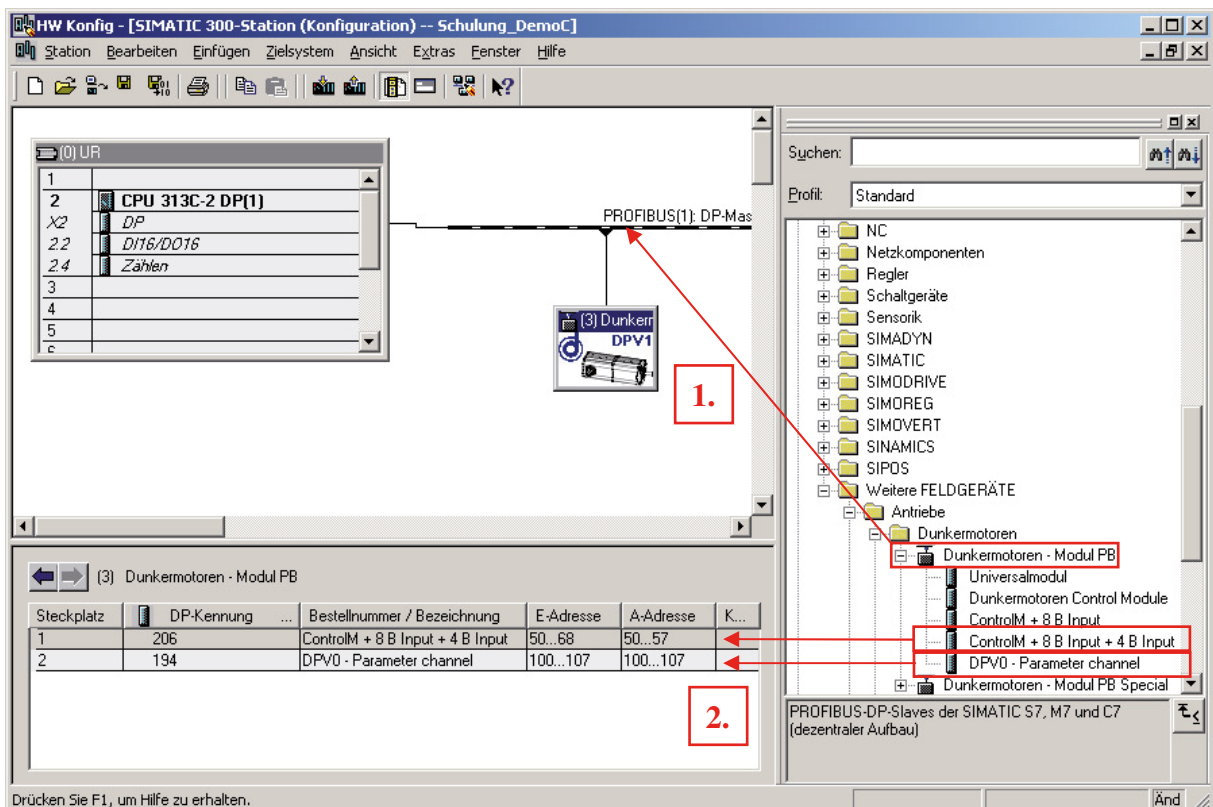 HW Konfig - [SIMATIC 300-Station (Konfiguration) -- Schulung_DemoC]
Station Bearbeiten Einfügen Zielsystem Ansicht Extras Fenster Hilfe
(0) UR
1
2 CPU 313C-2 DP(1)
X2 DP
2.2 DI16/DO16
2.4 Zählen
3
4
5
PROFIBUS(1): DP-Mas
(3) Dunkerr
DPV1
1.
Suchen:
Profil: Standard
NC
Netzkomponenten
Regler
Schaltgeräte
Sensorik
SIMADYN
SIMATIC
SIMODRIVE
SIMOREG
SIMOVERT
SINAMICS
SIPOS
Weitere FELDGERÄTE
Antriebe
Dunkermotoren
Dunkermotoren - Modul PB
Universalmodul
Dunkermotoren Control Module
ControlM + 8 B Input
ControlM + 8 B Input + 4 B Input
DPV0 - Parameter channel
Dunkermotoren - Modul PB Special
PROFIBUS-DP-Slaves der SIMATIC S7, M7 und C7
(dezentraler Aufbau)
(3) Dunkermotoren - Modul PB
Steckplatz DP-Kennung ... Bestellnummer / Bezeichnung E-Adresse A-Adresse K...
1 206 ControlM + 8 B Input + 4 B Input 50...68 50...57
2 194 DPV0 - Parameter channel 100...107 100...107
2.
Drücken Sie F1, um Hilfe zu erhalten.
Änd